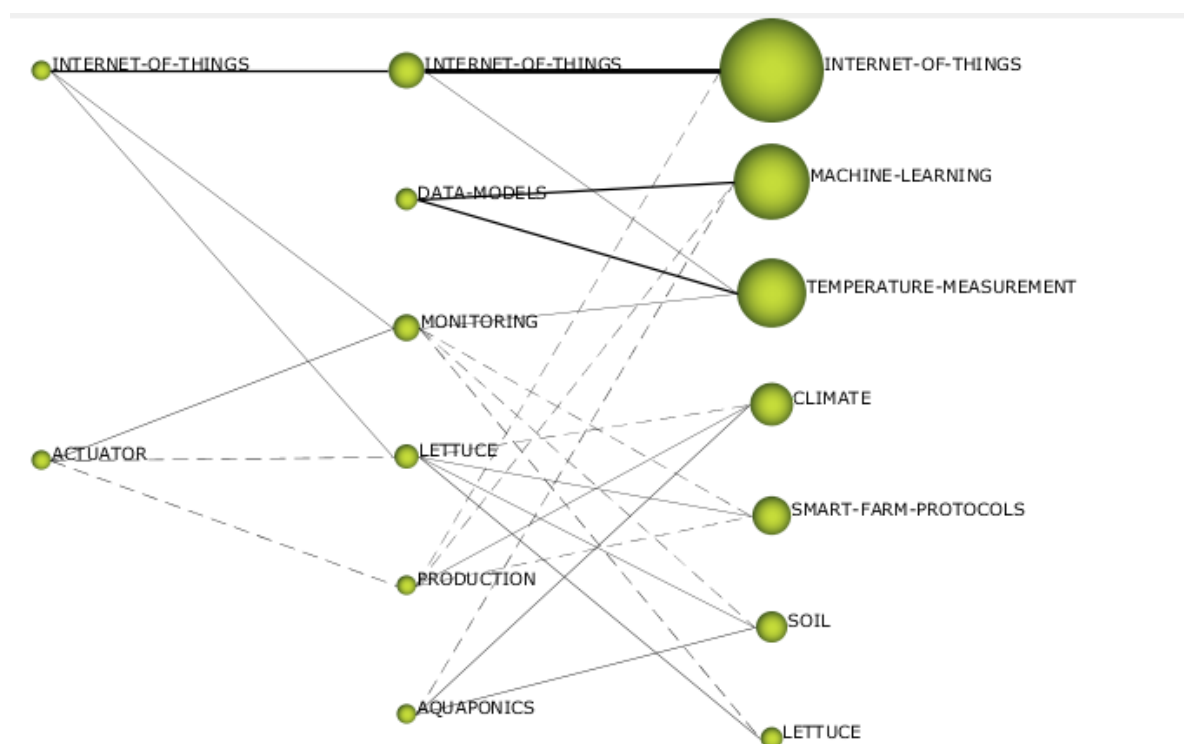 INTERNET-OF-THINGS
INTERNET-OF-THINGS
INTERNET-OF-THINGS
MACHINE-LEARNING
DATA-MODELS
TEMPERATURE-MEASUREMENT
MONITORING
CLIMATE
ACTUATOR
LETTUCE
SMART-FARM-PROTOCOLS
PRODUCTION
SOIL
AQUAPONICS
LETTUCE